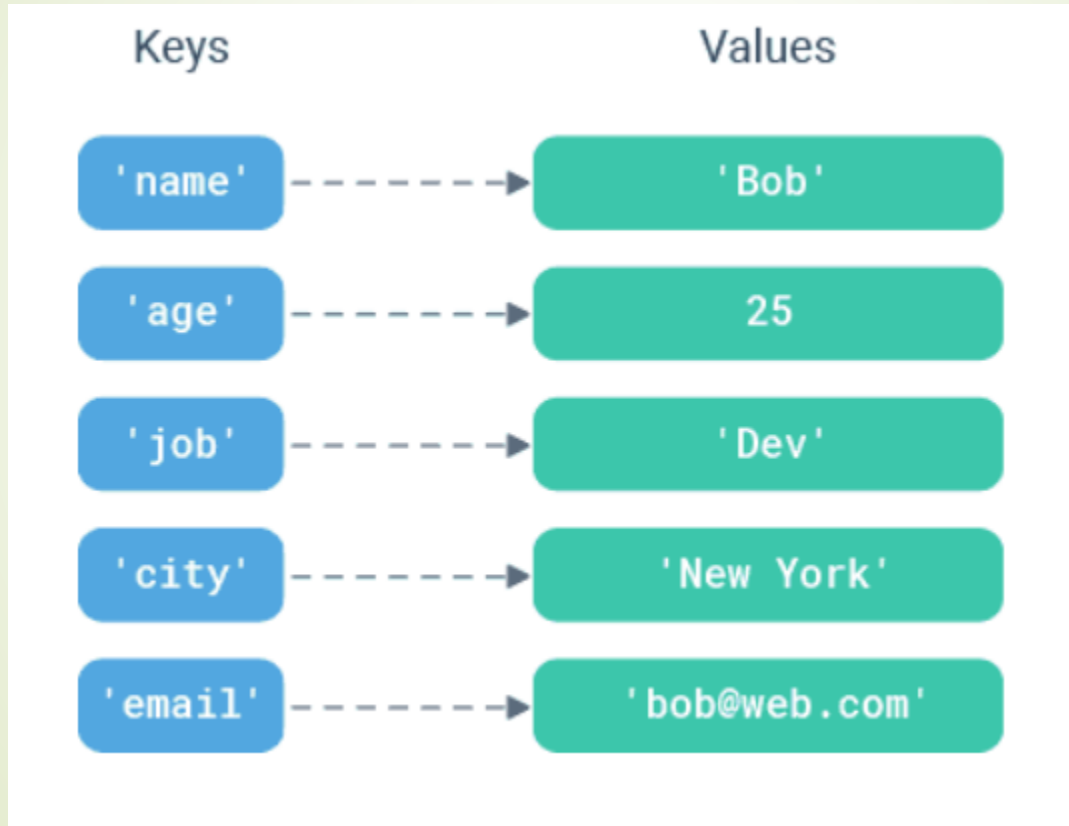 Keys Values
'name' 'Bob'
'age' 25
'job' 'Dev'
'city' 'New York'
'email' 'bob@web.com'